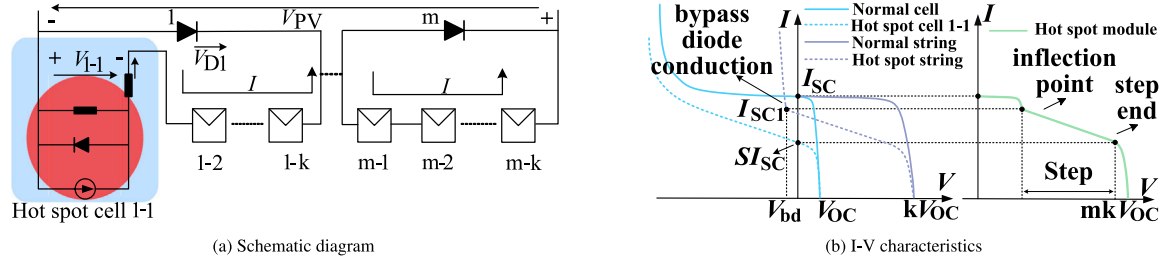 - V_PV +
1 m
V_D1
+ V_1-1 -
I I
1-2 1-k m-1 m-2 m-k
Hot spot cell 1-1
(a) Schematic diagram
bypass
diode
conduction
I
Normal cell
Hot spot cell 1-1
Normal string
Hot spot string
I_SC
I_SC1
SI_SC
V
V_bd V_OC kV_OC
I
Hot spot module
inflection
point
step
end
Step
V
mkV_OC
(b) I-V characteristics